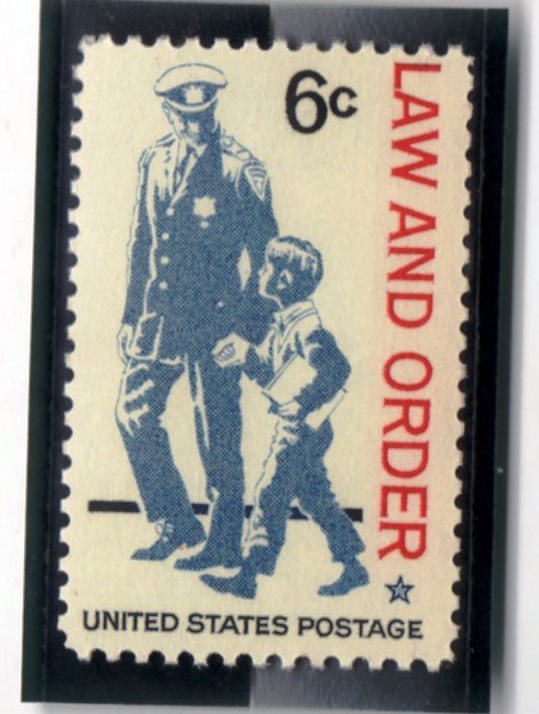 6c
LAW AND ORDER
UNITED STATES POSTAGE